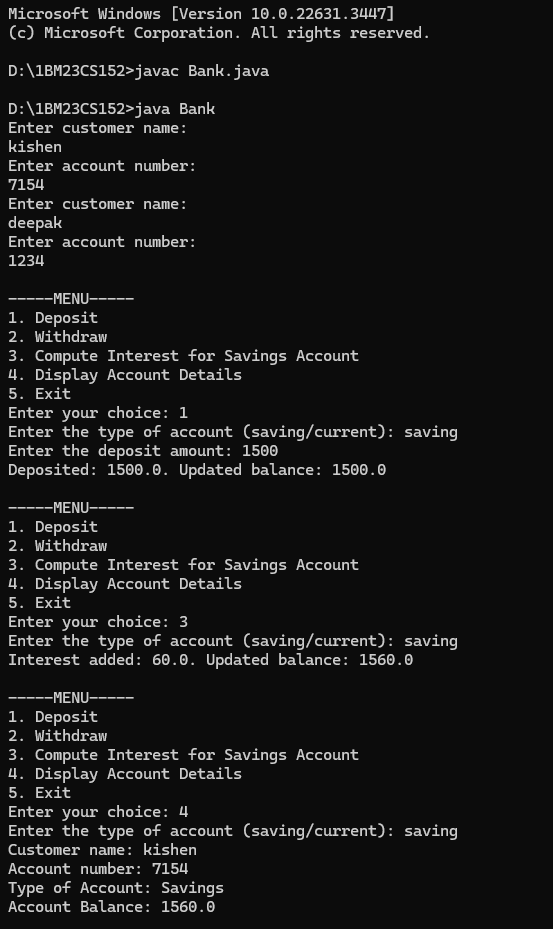 Microsoft Windows [Version 10.0.22631.3447]
(c) Microsoft Corporation. All rights reserved.
D:\1BM23CS152>javac Bank.java
D:\1BM23CS152>java Bank
Enter customer name:
kishen
Enter account number:
7154
Enter customer name:
deepak
Enter account number:
1234
-----MENU-----
1. Deposit
2. Withdraw
3. Compute Interest for Savings Account
4. Display Account Details
5. Exit
Enter your choice: 1
Enter the type of account (saving/current): saving
Enter the deposit amount: 1500
Deposited: 1500.0. Updated balance: 1500.0
-----MENU-----
1. Deposit
2. Withdraw
3. Compute Interest for Savings Account
4. Display Account Details
5. Exit
Enter your choice: 3
Enter the type of account (saving/current): saving
Interest added: 60.0. Updated balance: 1560.0
-----MENU-----
1. Deposit
2. Withdraw
3. Compute Interest for Savings Account
4. Display Account Details
5. Exit
Enter your choice: 4
Enter the type of account (saving/current): saving
Customer name: kishen
Account number: 7154
Type of Account: Savings
Account Balance: 1560.0